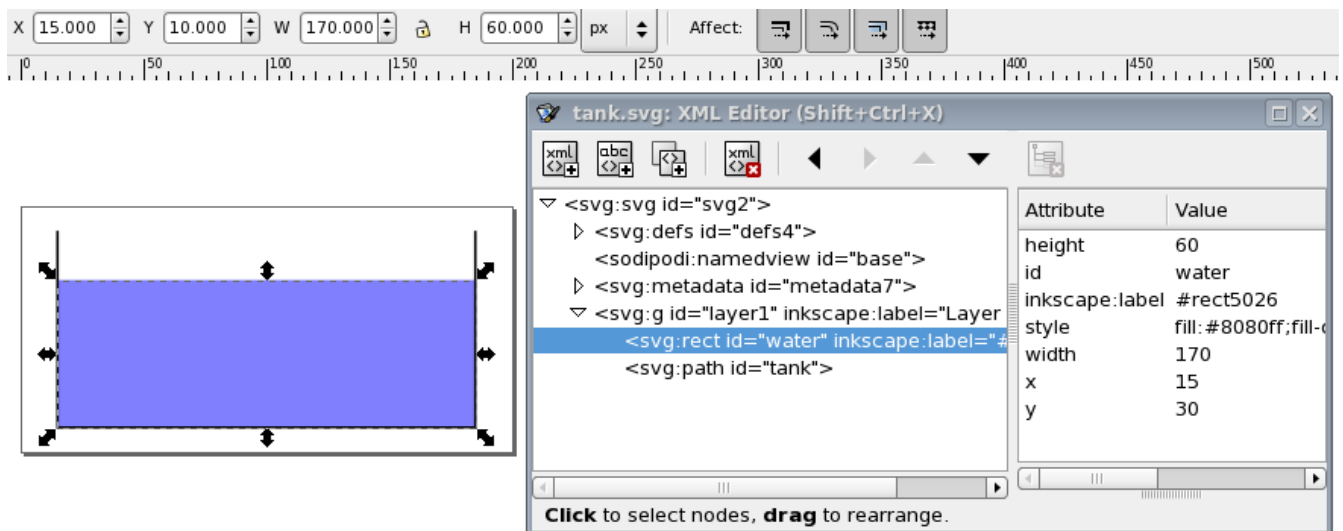 X 15.000 Y 10.000 W 170.000 H 60.000 px Affect:
0 50 100 150 200 250 300 350 400 450 500
tank.svg: XML Editor (Shift+Ctrl+X)
xml abc xml
<svg:svg id="svg2">
<svg:defs id="defs4">
<sodipodi:namedview id="base">
<svg:metadata id="metadata7">
<svg:g id="layer1" inkscape:label="Layer
<svg:rect id="water" inkscape:label="#
<svg:path id="tank">
Attribute Value
height 60
id water
inkscape:label #rect5026
style fill:#8080ff;fill-o
width 170
x 15
y 30
Click to select nodes, drag to rearrange.